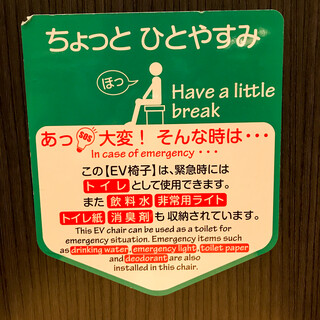 ちょっと ひとやすみ
ほっ
Have a little
break
あっ SOS 大変！ そんな時は・・・
In case of emergency ・・・
この【EV椅子】は、緊急時には
トイレとして使用できます。
また 飲料水 非常用ライト
トイレ紙 消臭剤 も収納されています。
This EV chair can be used as a toilet for
emergency situation. Emergency items such
as drinking water, emergency light, toilet paper
and deodorant are also
installed in this chair.